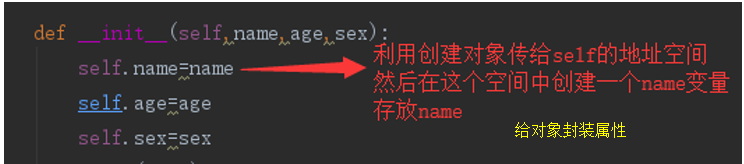 def __init__(self,name,age,sex):
self.name=name
利用创建对象传给self的地址空间
然后在这个空间中创建一个name变量
存放name
self.age=age
self.sex=sex
给对象封装属性